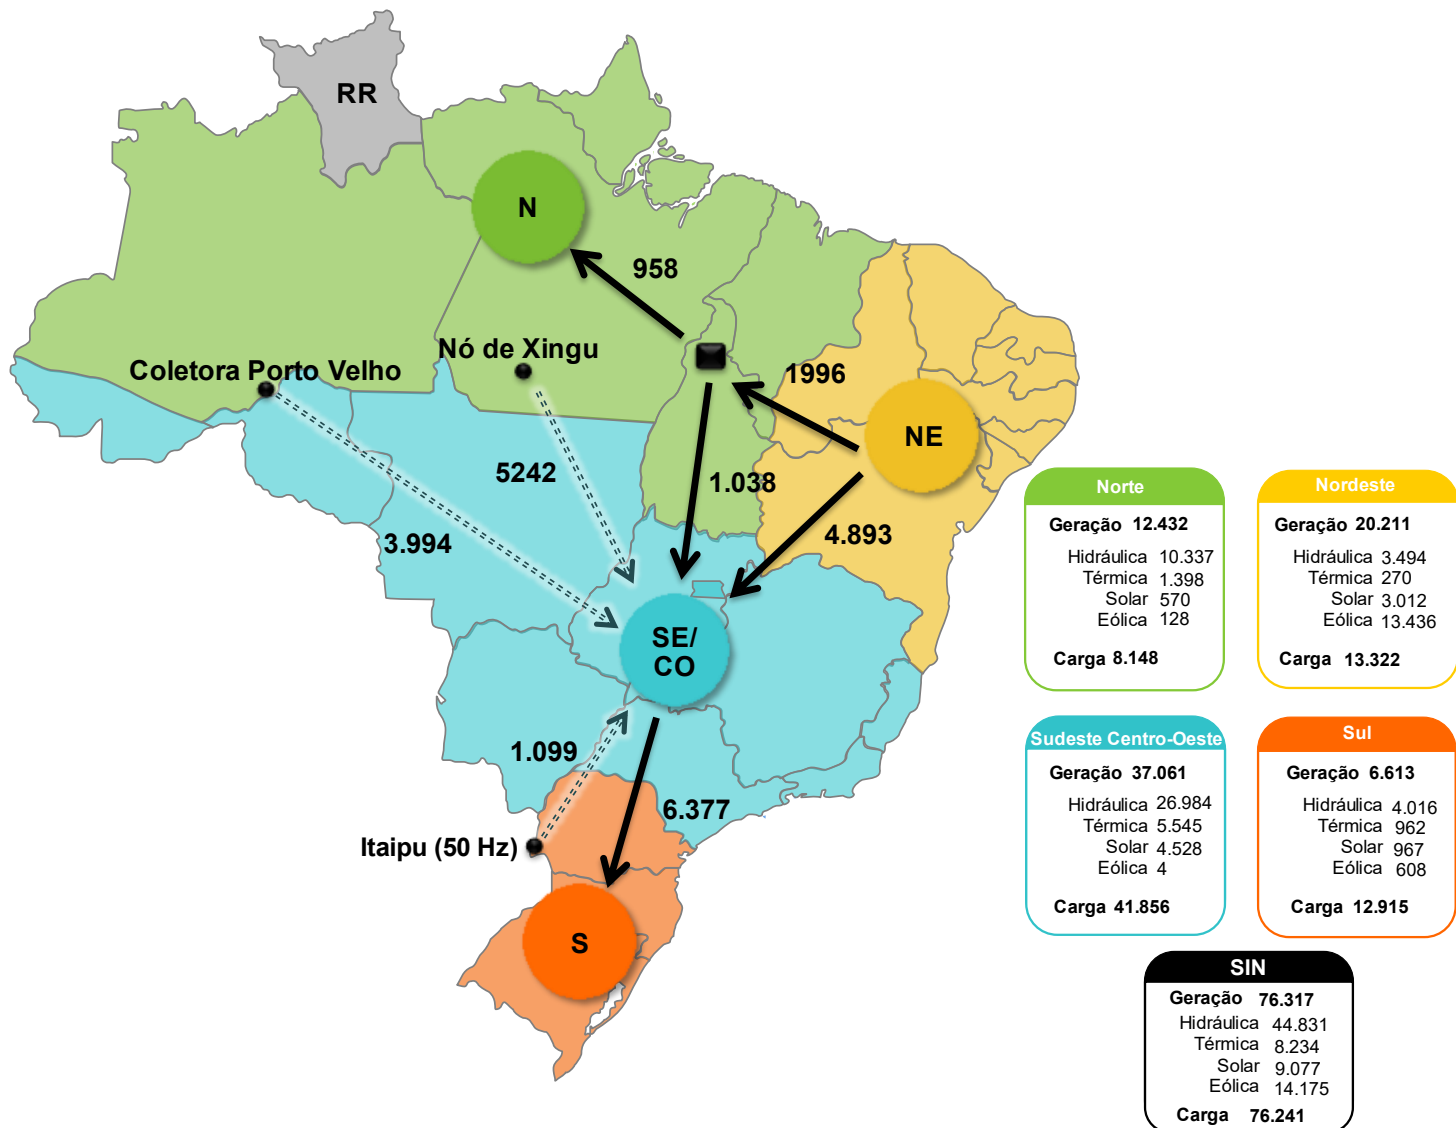 RR
N
958
Nó de Xingu
Coletora Porto Velho
1996
NE
5242
1.038
4.893
3.994
SE/
CO
1.099
6.377
Itaipu (50 Hz)
S
Norte
Geração 12.432
Hidráulica 10.337
Térmica 1.398
Solar 570
Eólica 128
Carga 8.148
Nordeste
Geração 20.211
Hidráulica 3.494
Térmica 270
Solar 3.012
Eólica 13.436
Carga 13.322
Sudeste Centro-Oeste
Geração 37.061
Hidráulica 26.984
Térmica 5.545
Solar 4.528
Eólica 4
Carga 41.856
Sul
Geração 6.613
Hidráulica 4.016
Térmica 962
Solar 967
Eólica 608
Carga 12.915
SIN
Geração 76.317
Hidráulica 44.831
Térmica 8.234
Solar 9.077
Eólica 14.175
Carga 76.241